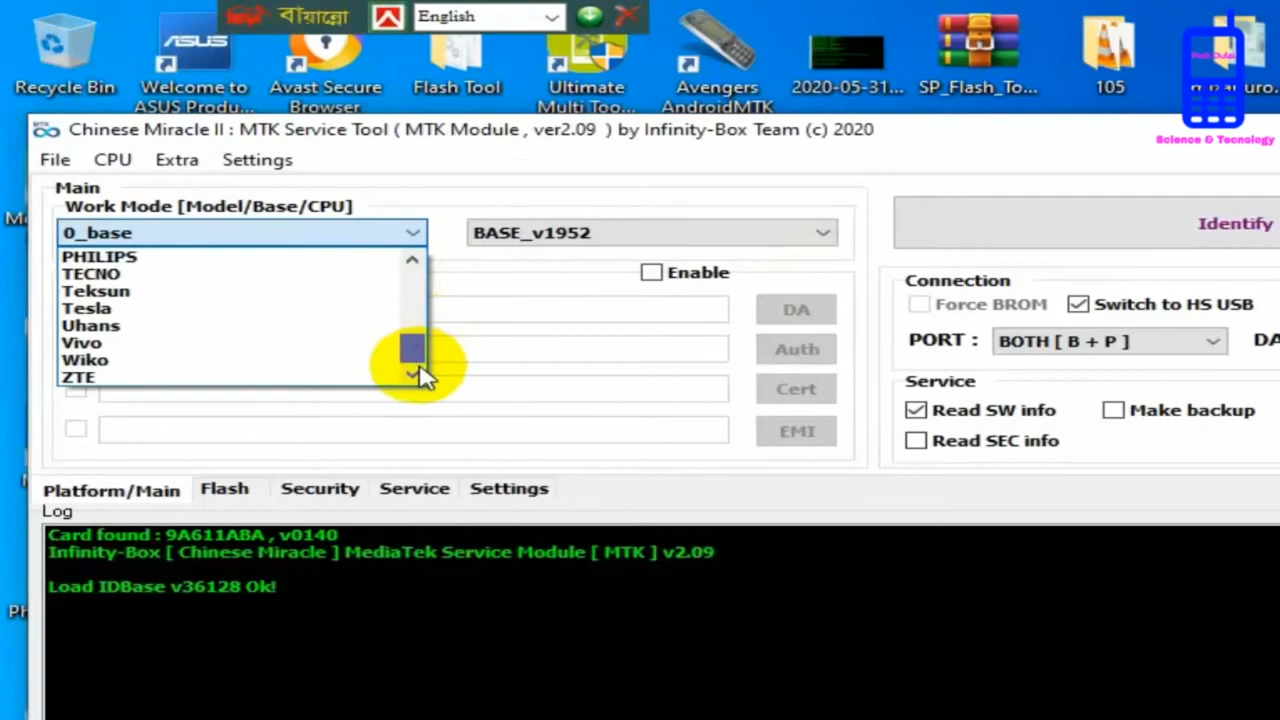 বাঁয়ান্নো
English
Recycle Bin
Welcome to
ASUS Produ...
Avast Secure
Browser
Flash Tool
Ultimate
Multi Too...
Avengers
AndroidMTK
2020-05-31...
SP_Flash_To...
105
Science & Tecnology
Chinese Miracle II : MTK Service Tool ( MTK Module , ver2.09 ) by Infinity-Box Team (c) 2020
File CPU Extra Settings
Main
Work Mode [Model/Base/CPU]
0_base
BASE_v1952
Identify
PHILIPS
TECNO
Teksun
Tesla
Uhans
Vivo
Wiko
ZTE
Enable
DA
Auth
Cert
EMI
Connection
Force BROM
Switch to HS USB
PORT :
BOTH [ B + P ]
DA
Service
Read SW info
Make backup
Read SEC info
Platform/Main Flash Security Service Settings
Log
Card found : 9A611ABA , v0140
Infinity-Box [ Chinese Miracle ] MediaTek Service Module [ MTK ] v2.09
Load IDBase v36128 Ok!